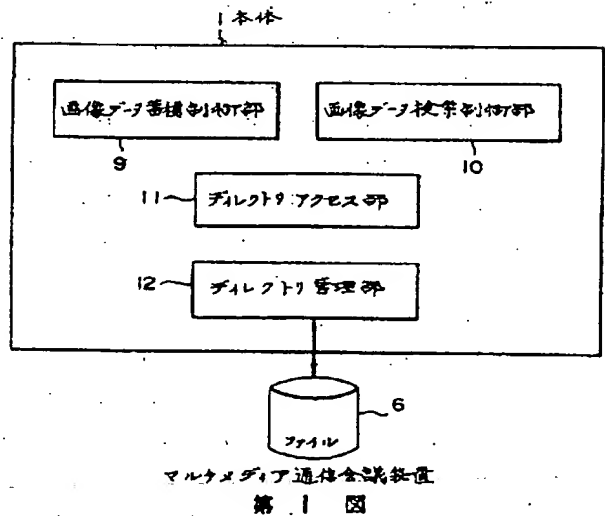 1 本体
画像データ蓄積制御部
9
画像データ検索制御部
10
11
ディレクトリ・アクセス部
12
ディレクトリ管理部
6
ファイル
マルチメディア通信会議装置
第 1 図